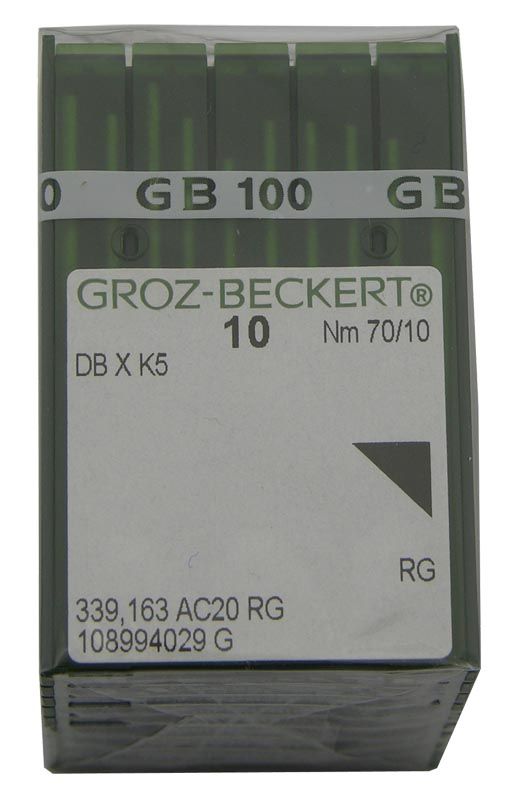 0 GB 100 GB
GROZ-BECKERT®
10 Nm 70/10
DB X K5
RG
339,163 AC20 RG
108994029 G